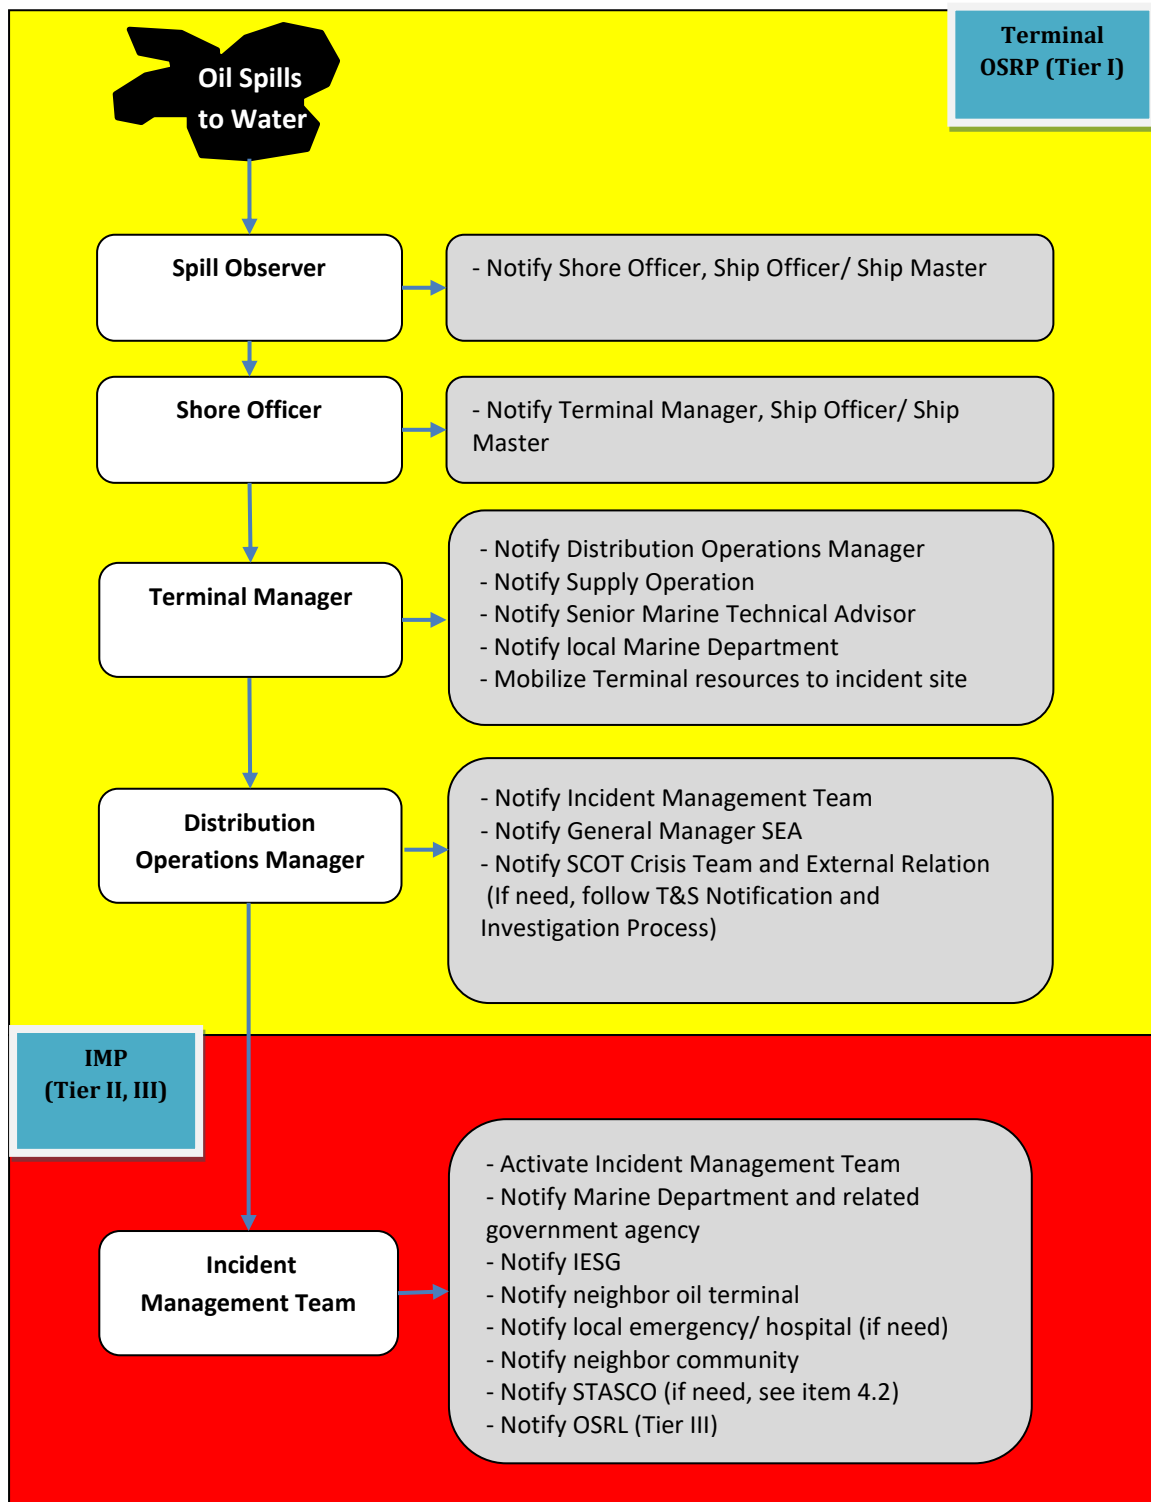 Terminal
OSRP (Tier I)
Oil Spills
to Water
Spill Observer
- Notify Shore Officer, Ship Officer/ Ship Master
Shore Officer
- Notify Terminal Manager, Ship Officer/ Ship
Master
Terminal Manager
- Notify Distribution Operations Manager
- Notify Supply Operation
- Notify Senior Marine Technical Advisor
- Notify local Marine Department
- Mobilize Terminal resources to incident site
Distribution
Operations Manager
- Notify Incident Management Team
- Notify General Manager SEA
- Notify SCOT Crisis Team and External Relation
(If need, follow T&S Notification and
Investigation Process)
IMP
(Tier II, III)
Incident
Management Team
- Activate Incident Management Team
- Notify Marine Department and related
government agency
- Notify IESG
- Notify neighbor oil terminal
- Notify local emergency/ hospital (if need)
- Notify neighbor community
- Notify STASCO (if need, see item 4.2)
- Notify OSRL (Tier III)